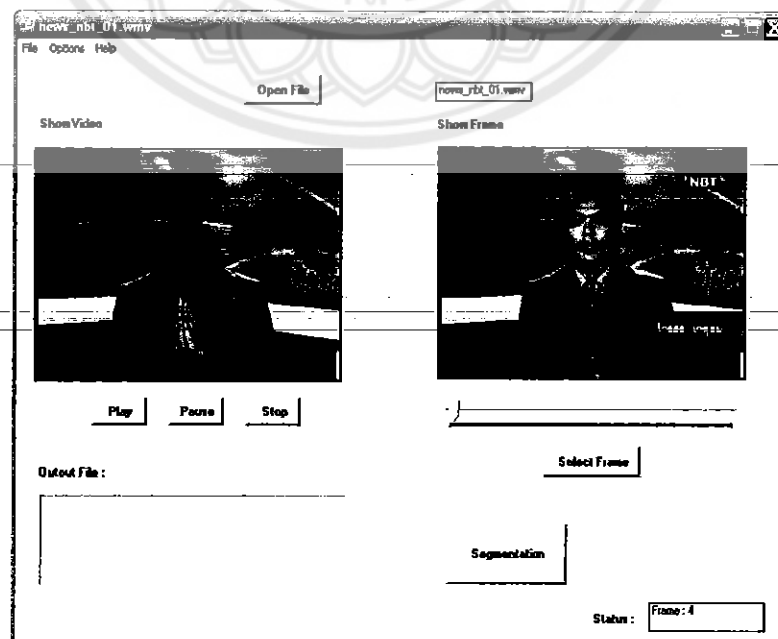 news_nbt_01.wmv
File Options Help
Open File
news_nbt_01.wmv
Show Video
Show Frame
NBT
Play Pause Stop
Select Frame
Output File :
Segmentation
Status :
Frame : 4